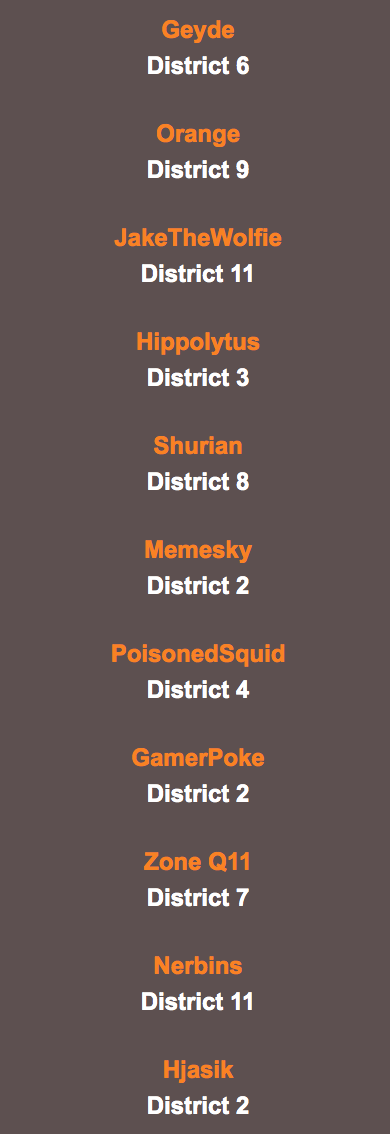 Geyde
District 6
Orange
District 9
JakeTheWolfie
District 11
Hippolytus
District 3
Shurian
District 8
Memesky
District 2
PoisonedSquid
District 4
GamerPoke
District 2
Zone Q11
District 7
Nerbins
District 11
Hjasik
District 2